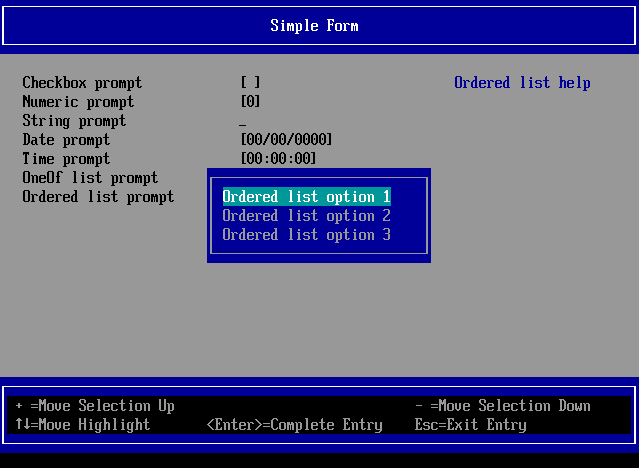 Simple Form
Checkbox prompt [ ] Ordered list help
Numeric prompt [0]
String prompt _
Date prompt [00/00/0000]
Time prompt [00:00:00]
OneOf list prompt
Ordered list prompt Ordered list option 1
Ordered list option 2
Ordered list option 3
+ =Move Selection Up - =Move Selection Down
↑↓=Move Highlight <Enter>=Complete Entry Esc=Exit Entry